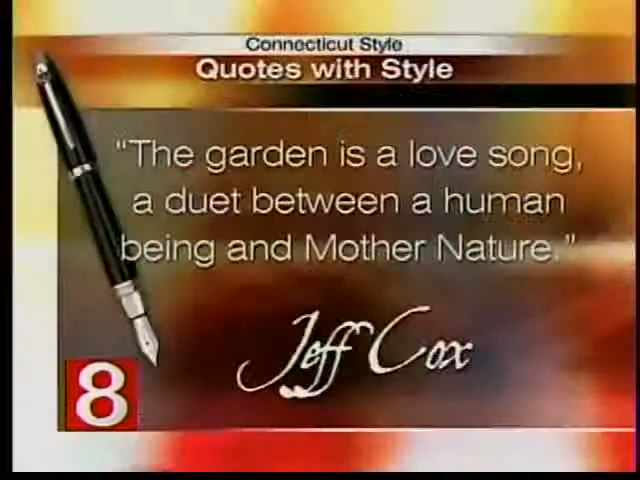 Connecticut Style
Quotes with Style
“The garden is a love song,
a duet between a human
being and Mother Nature.”
Jeff Cox
8